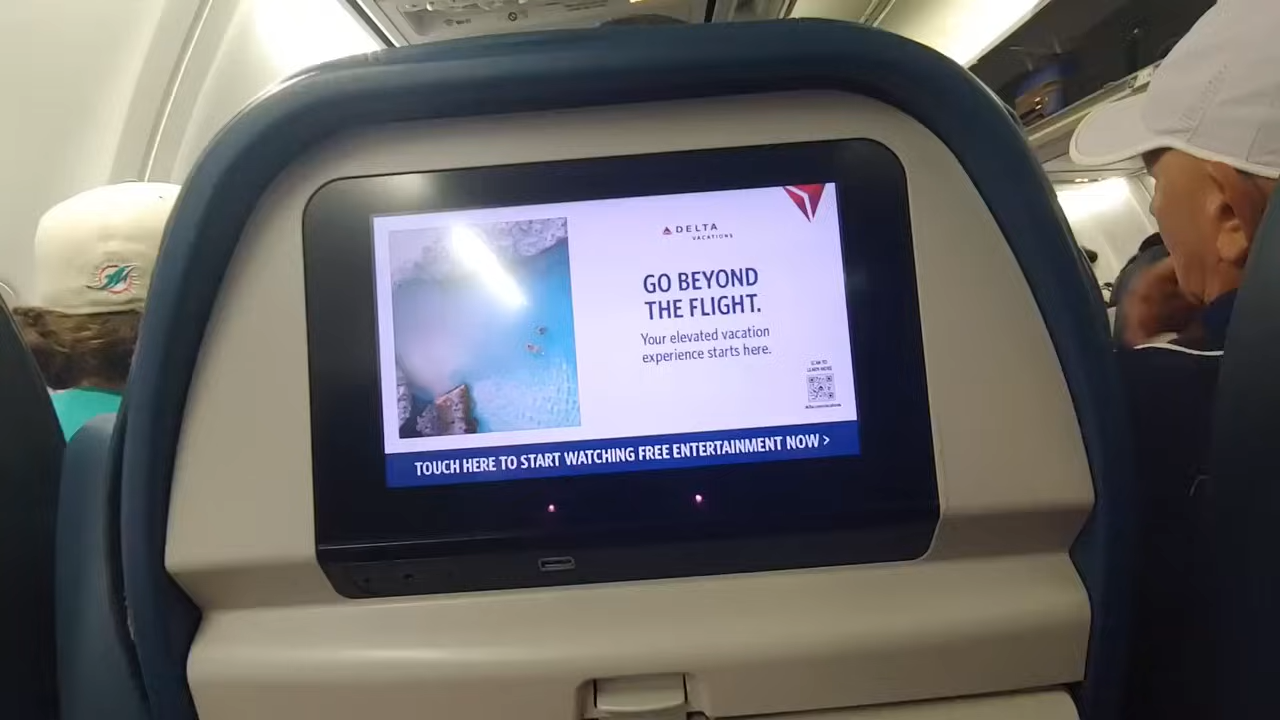 DELTA
VACATIONS
GO BEYOND
THE FLIGHT.
Your elevated vacation
experience starts here.
SCAN TO
LEARN MORE
TOUCH HERE TO START WATCHING FREE ENTERTAINMENT NOW >